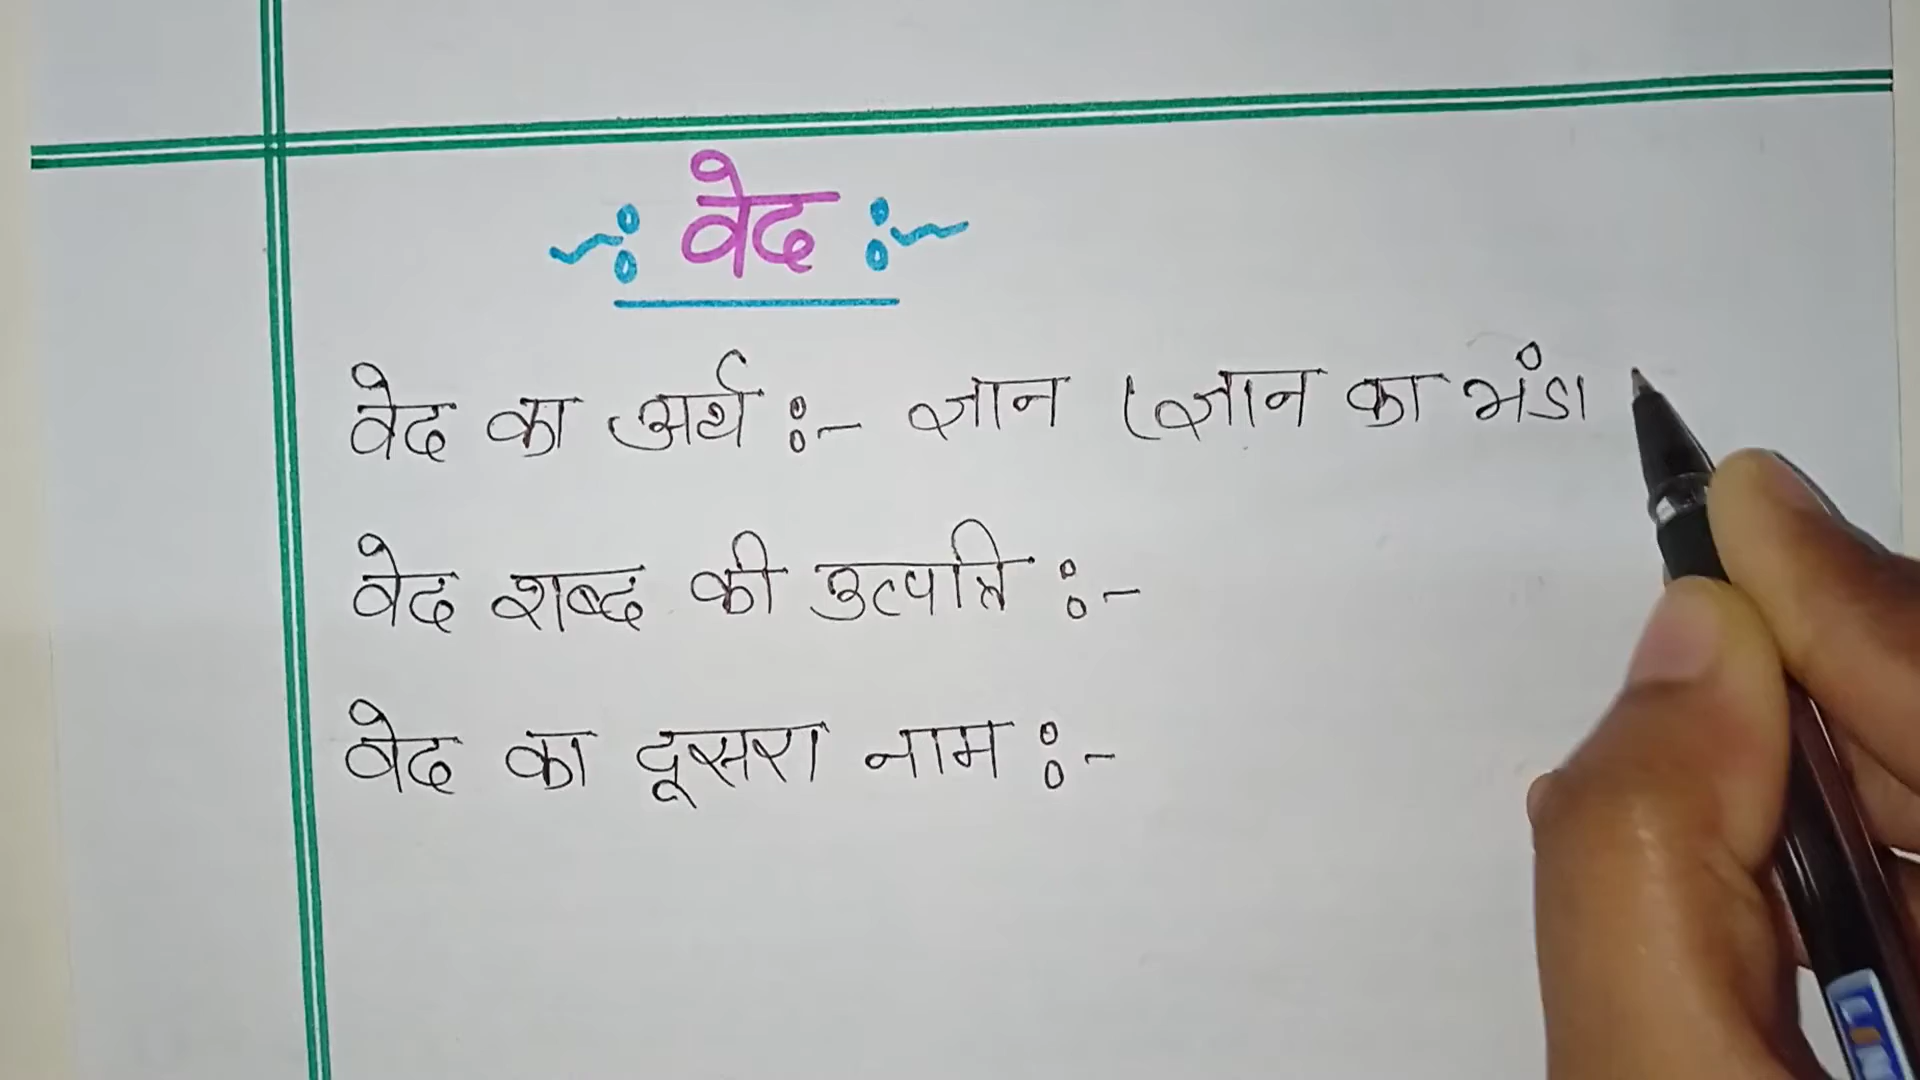 -: वेद :-
वेद का अर्थ :- ज्ञान (ज्ञान का भंडा
वेद शब्द की उत्पत्ति :-
वेद का दूसरा नाम :-